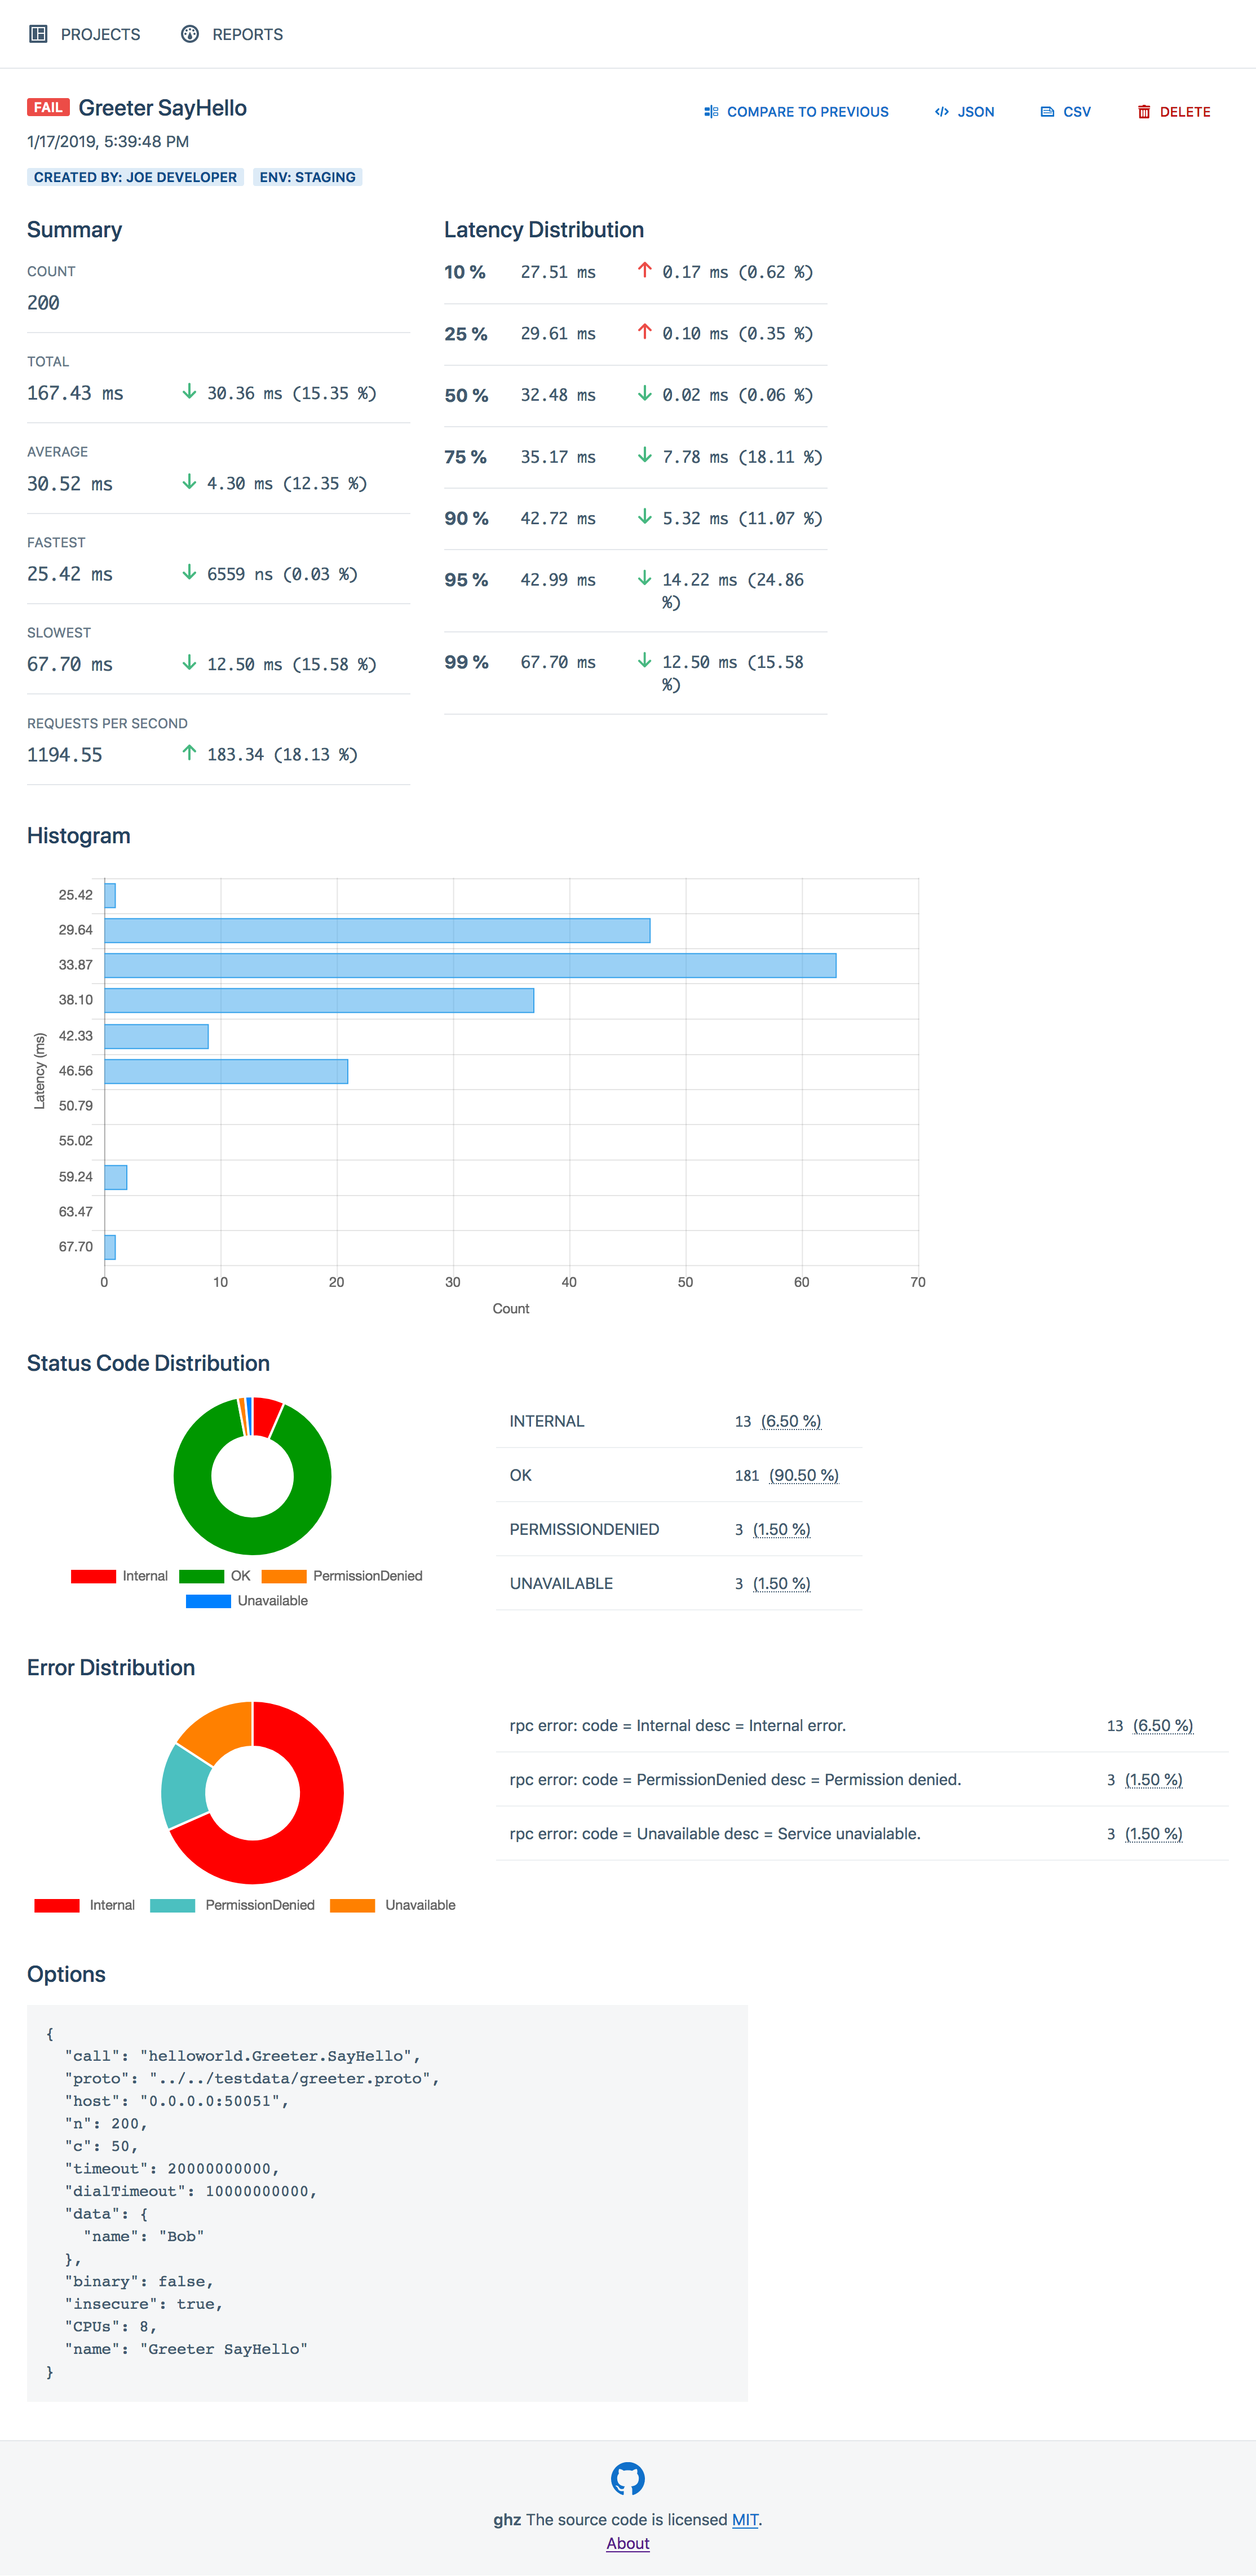 PROJECTS REPORTS
FAIL Greeter SayHello
COMPARE TO PREVIOUS JSON CSV DELETE
1/17/2019, 5:39:48 PM
CREATED BY: JOE DEVELOPER ENV: STAGING
Summary
COUNT
200
TOTAL
167.43 ms ↓ 30.36 ms (15.35 %)
AVERAGE
30.52 ms ↓ 4.30 ms (12.35 %)
FASTEST
25.42 ms ↓ 6559 ns (0.03 %)
SLOWEST
67.70 ms ↓ 12.50 ms (15.58 %)
REQUESTS PER SECOND
1194.55 ↑ 183.34 (18.13 %)
Latency Distribution
10 % 27.51 ms ↑ 0.17 ms (0.62 %)
25 % 29.61 ms ↑ 0.10 ms (0.35 %)
50 % 32.48 ms ↓ 0.02 ms (0.06 %)
75 % 35.17 ms ↓ 7.78 ms (18.11 %)
90 % 42.72 ms ↓ 5.32 ms (11.07 %)
95 % 42.99 ms ↓ 14.22 ms (24.86
%)
99 % 67.70 ms ↓ 12.50 ms (15.58
%)
Histogram
Latency (ms)
25.42
29.64
33.87
38.10
42.33
46.56
50.79
55.02
59.24
63.47
67.70
0 10 20 30 40 50 60 70
Count
Status Code Distribution
Internal OK PermissionDenied
Unavailable
INTERNAL 13 (6.50 %)
OK 181 (90.50 %)
PERMISSIONDENIED 3 (1.50 %)
UNAVAILABLE 3 (1.50 %)
Error Distribution
Internal PermissionDenied Unavailable
rpc error: code = Internal desc = Internal error. 13 (6.50 %)
rpc error: code = PermissionDenied desc = Permission denied. 3 (1.50 %)
rpc error: code = Unavailable desc = Service unavialable. 3 (1.50 %)
Options
{
"call": "helloworld.Greeter.SayHello",
"proto": "../../testdata/greeter.proto",
"host": "0.0.0.0:50051",
"n": 200,
"c": 50,
"timeout": 20000000000,
"dialTimeout": 10000000000,
"data": {
"name": "Bob"
},
"binary": false,
"insecure": true,
"CPUs": 8,
"name": "Greeter SayHello"
}
ghz The source code is licensed MIT.
About